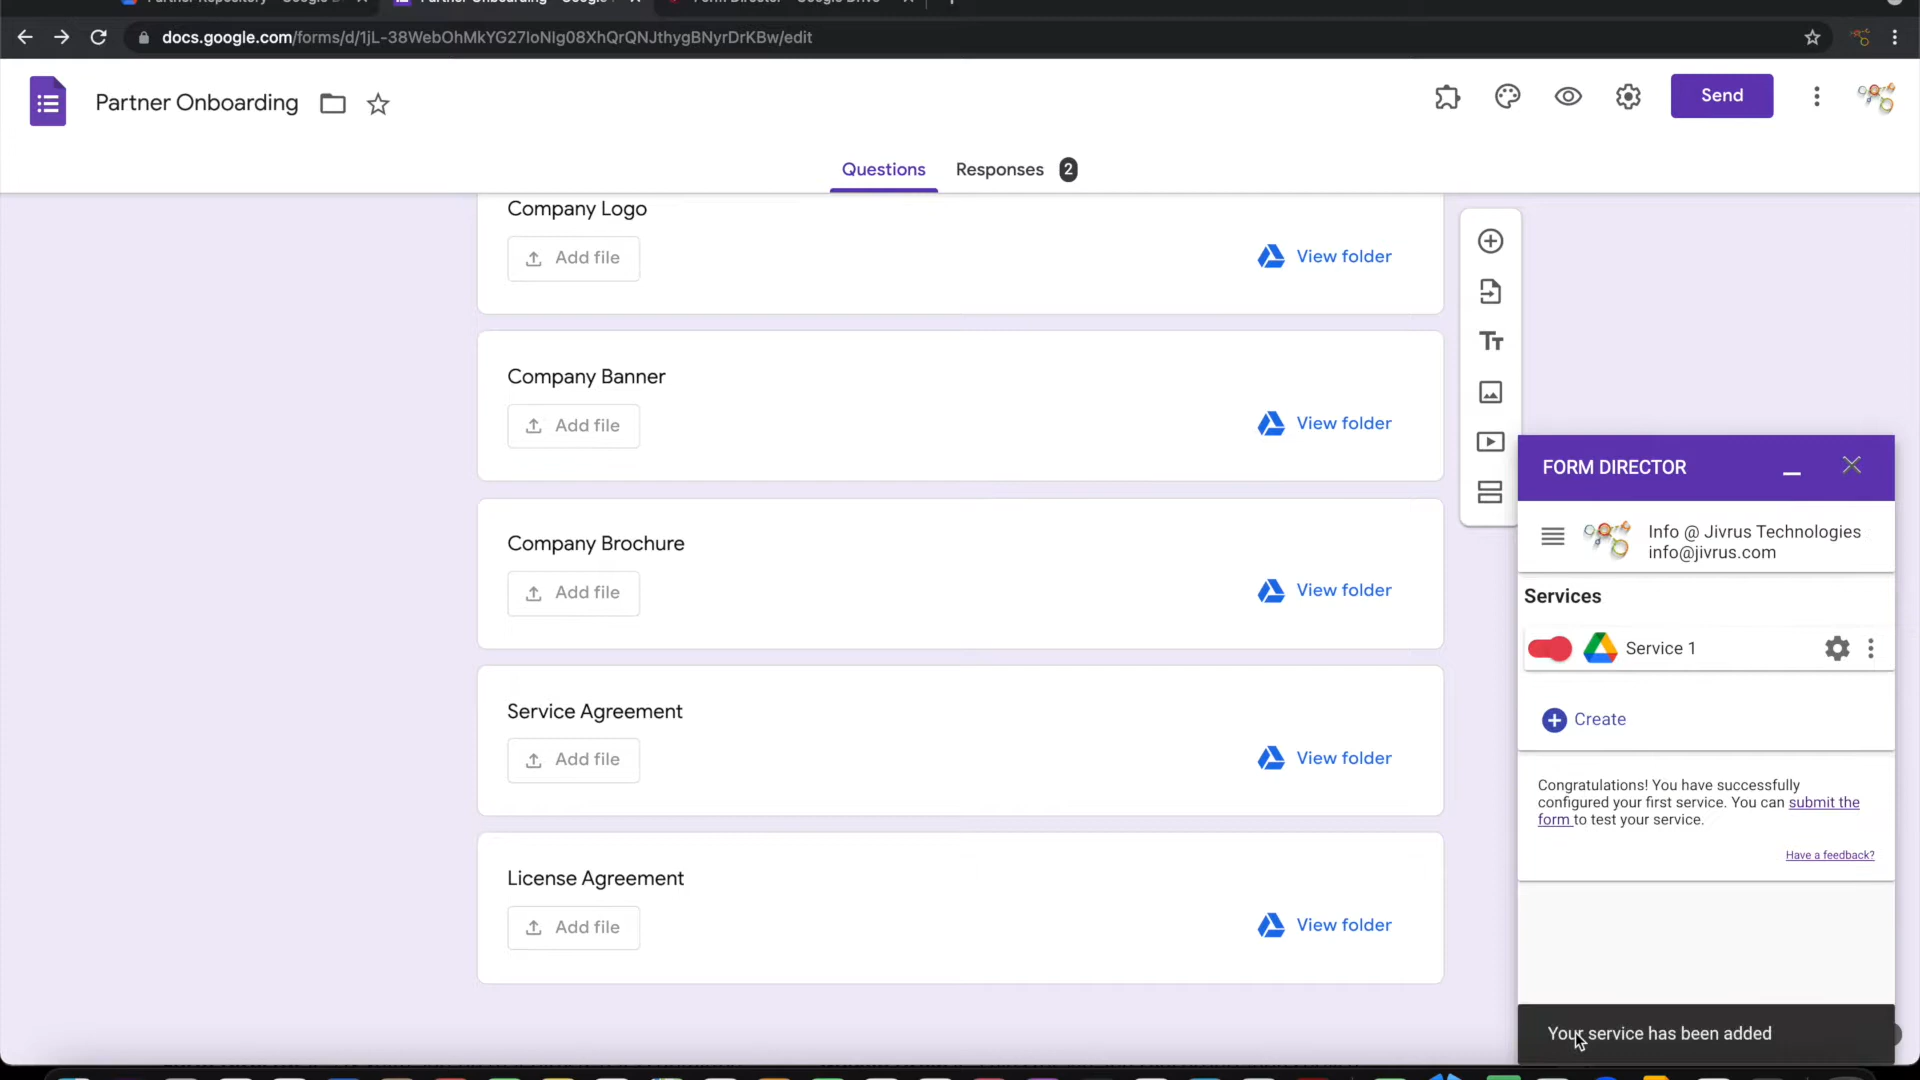 docs.google.com/forms/d/1jL-38WebOhMkYG27IoNlg08XhQrQNJthygBNyrDrKBw/edit
Partner Onboarding
Send
Questions
Responses 2
Company Logo
Add file
View folder
Company Banner
Add file
View folder
Company Brochure
Add file
View folder
Service Agreement
Add file
View folder
License Agreement
Add file
View folder
FORM DIRECTOR
Info @ Jivrus Technologies
info@jivrus.com
Services
Service 1
Create
Congratulations! You have successfully
configured your first service. You can submit the
form to test your service.
Have a feedback?
Your service has been added